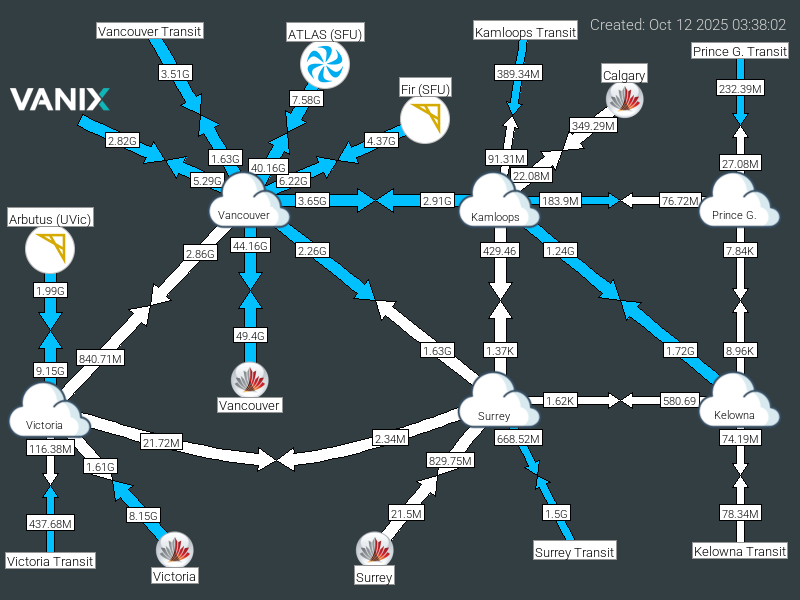 Created: Oct 12 2025 03:38:02
Vancouver Transit
ATLAS (SFU)
Kamloops Transit
Prince G. Transit
3.51G
389.34M
Calgary
232.39M
VANIX
7.58G
Fir (SFU)
2.82G
4.37G
349.29M
1.63G
40.16G
91.31M
27.08M
5.29G
6.22G
22.08M
3.65G
2.91G
183.9M
76.72M
Vancouver
Kamloops
Prince G.
Arbutus (UVic)
2.86G
44.16G
2.26G
429.46
1.24G
7.84K
1.99G
49.4G
840.71M
1.63G
1.37K
1.72G
8.96K
9.15G
Vancouver
1.62K
580.69
Victoria
Surrey
Kelowna
116.38M
21.72M
2.34M
668.52M
74.19M
1.61G
829.75M
437.68M
8.15G
21.5M
1.5G
78.34M
Victoria Transit
Victoria
Surrey
Surrey Transit
Kelowna Transit